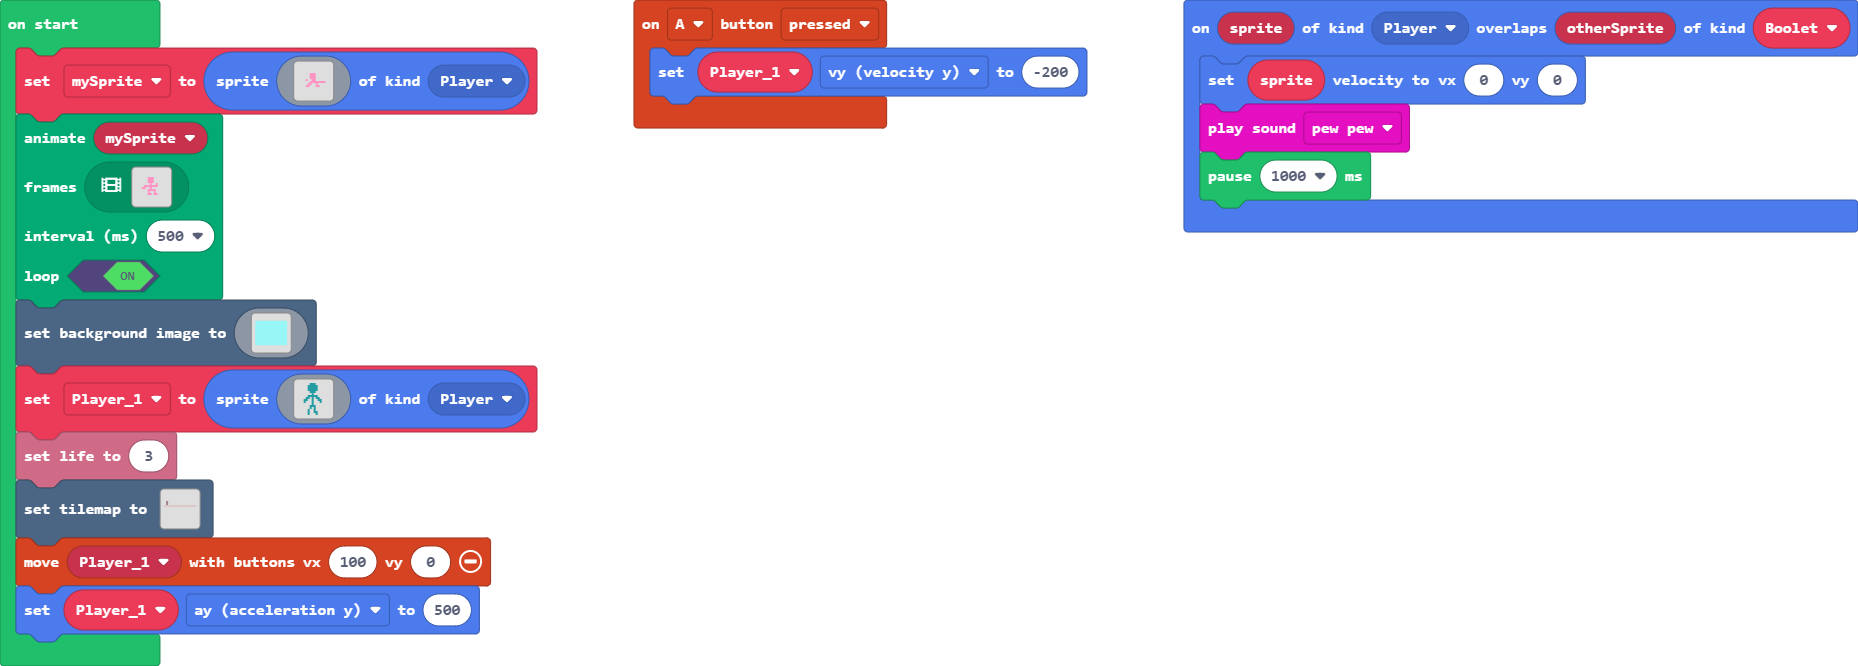 on start
set mySprite to sprite of kind Player
animate mySprite
frames
interval (ms) 500
loop ON
set background image to
set Player_1 to sprite of kind Player
set life to 3
set tilemap to
move Player_1 with buttons vx 100 vy 0
set Player_1 ay (acceleration y) to 500
on A button pressed
set Player_1 vy (velocity y) to -200
on sprite of kind Player overlaps otherSprite of kind Boolet
set sprite velocity to vx 0 vy 0
play sound pew pew
pause 1000 ms